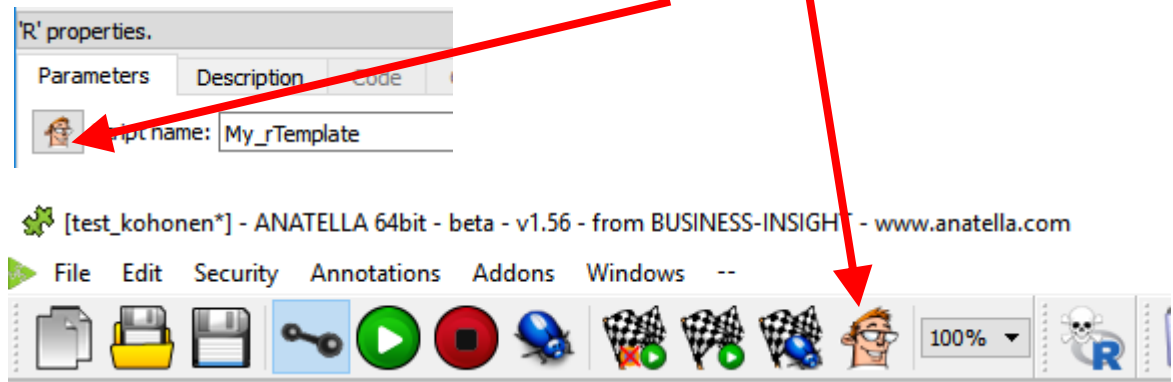 'R' properties.
Parameters Description Code
ript name: My_rTemplate
[test_kohonen*] - ANATELLA 64bit - beta - v1.56 - from BUSINESS-INSIGHT - www.anatella.com
File Edit Security Annotations Addons Windows --
100% R